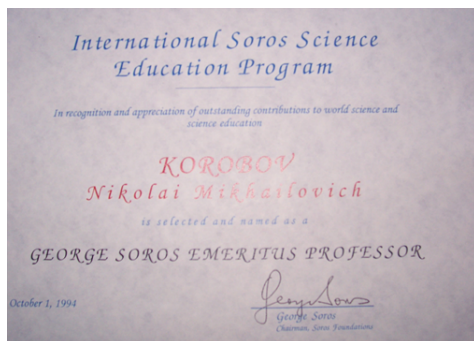 International Soros Science
Education Program
In recognition and appreciation of outstanding contributions to world science and
science education
KOROBOV
Nikolai Mikhailovich
is selected and named as a
GEORGE SOROS EMERITUS PROFESSOR
October 1, 1994
George Soros
George Soros
Chairman, Soros Foundations